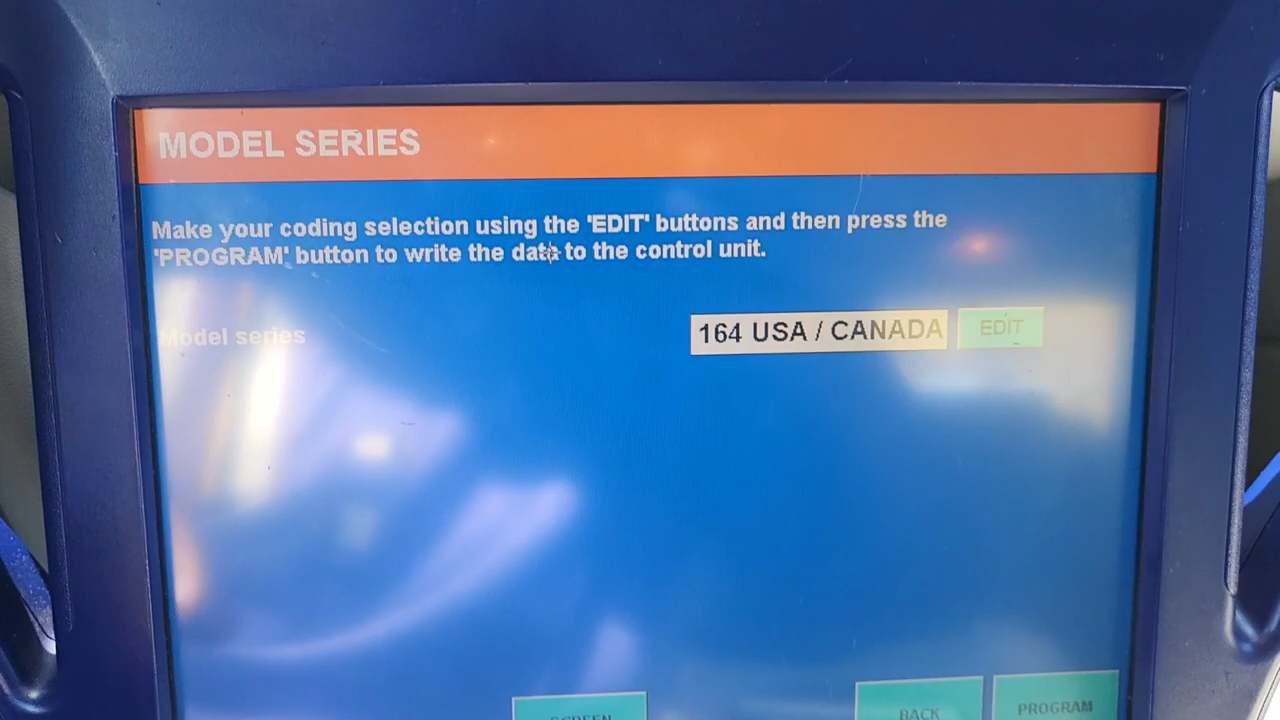 MODEL SERIES
Make your coding selection using the 'EDIT' buttons and then press the
'PROGRAM' button to write the data to the control unit.
Model series
164 USA / CANADA
EDIT
SCREEN
BACK
PROGRAM